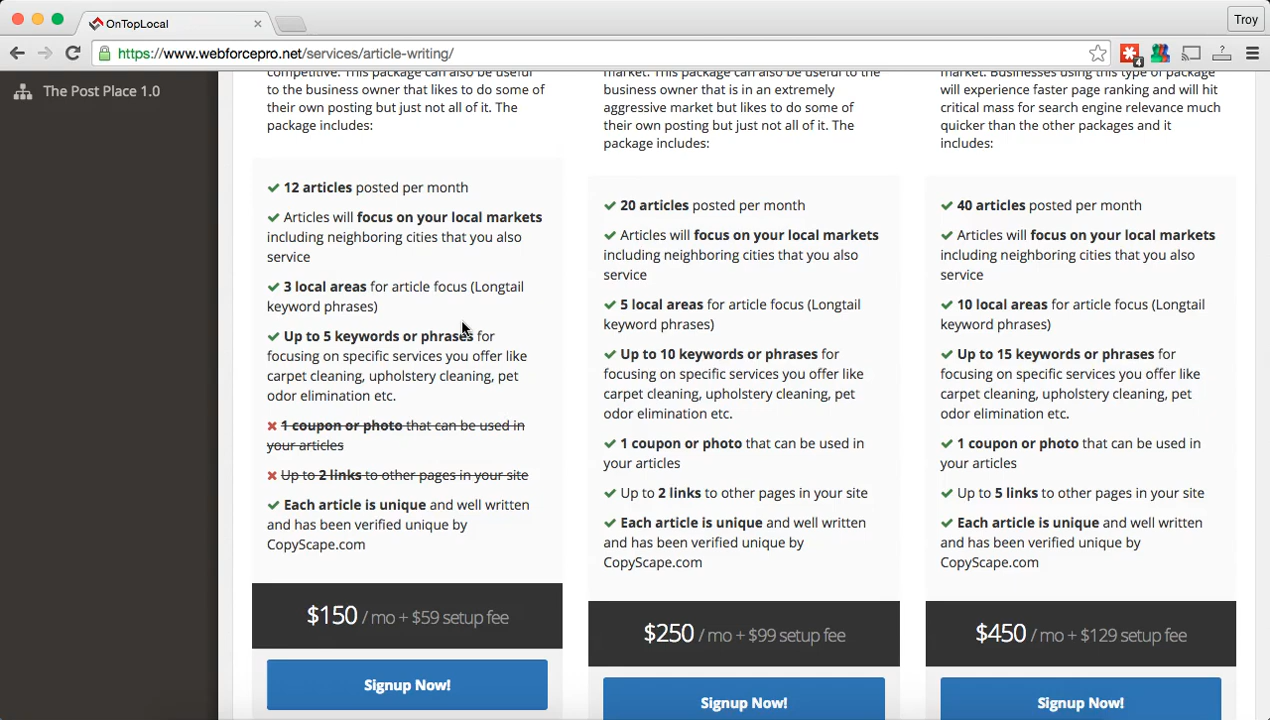 OnTopLocal
Troy
https://www.webforcepro.net/services/article-writing/
4
The Post Place 1.0
competitive. This package can also be useful
to the business owner that likes to do some of
their own posting but just not all of it. The
package includes:
12 articles posted per month
Articles will focus on your local markets
including neighboring cities that you also
service
3 local areas for article focus (Longtail
keyword phrases)
Up to 5 keywords or phrases for
focusing on specific services you offer like
carpet cleaning, upholstery cleaning, pet
odor elimination etc.
1 coupon or photo that can be used in
your articles
Up to 2 links to other pages in your site
Each article is unique and well written
and has been verified unique by
CopyScape.com
$150 / mo + $59 setup fee
Signup Now!
market. This package can also be useful to the
business owner that is in an extremely
aggressive market but likes to do some of
their own posting but just not all of it. The
package includes:
20 articles posted per month
Articles will focus on your local markets
including neighboring cities that you also
service
5 local areas for article focus (Longtail
keyword phrases)
Up to 10 keywords or phrases for
focusing on specific services you offer like
carpet cleaning, upholstery cleaning, pet
odor elimination etc.
1 coupon or photo that can be used in
your articles
Up to 2 links to other pages in your site
Each article is unique and well written
and has been verified unique by
CopyScape.com
$250 / mo + $99 setup fee
Signup Now!
market. Businesses using this type of package
will experience faster page ranking and will hit
critical mass for search engine relevance much
quicker than the other packages and it
includes:
40 articles posted per month
Articles will focus on your local markets
including neighboring cities that you also
service
10 local areas for article focus (Longtail
keyword phrases)
Up to 15 keywords or phrases for
focusing on specific services you offer like
carpet cleaning, upholstery cleaning, pet
odor elimination etc.
1 coupon or photo that can be used in
your articles
Up to 5 links to other pages in your site
Each article is unique and well written
and has been verified unique by
CopyScape.com
$450 / mo + $129 setup fee
Signup Now!